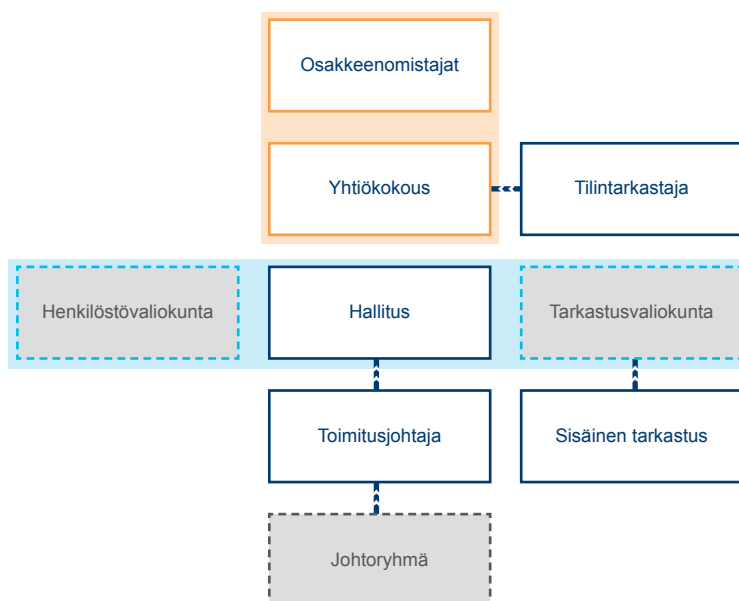 Osakkeenomistajat
Yhtiökokous
Tilintarkastaja
Henkilöstövaliokunta
Hallitus
Tarkastusvaliokunta
Toimitusjohtaja
Sisäinen tarkastus
Johtoryhmä